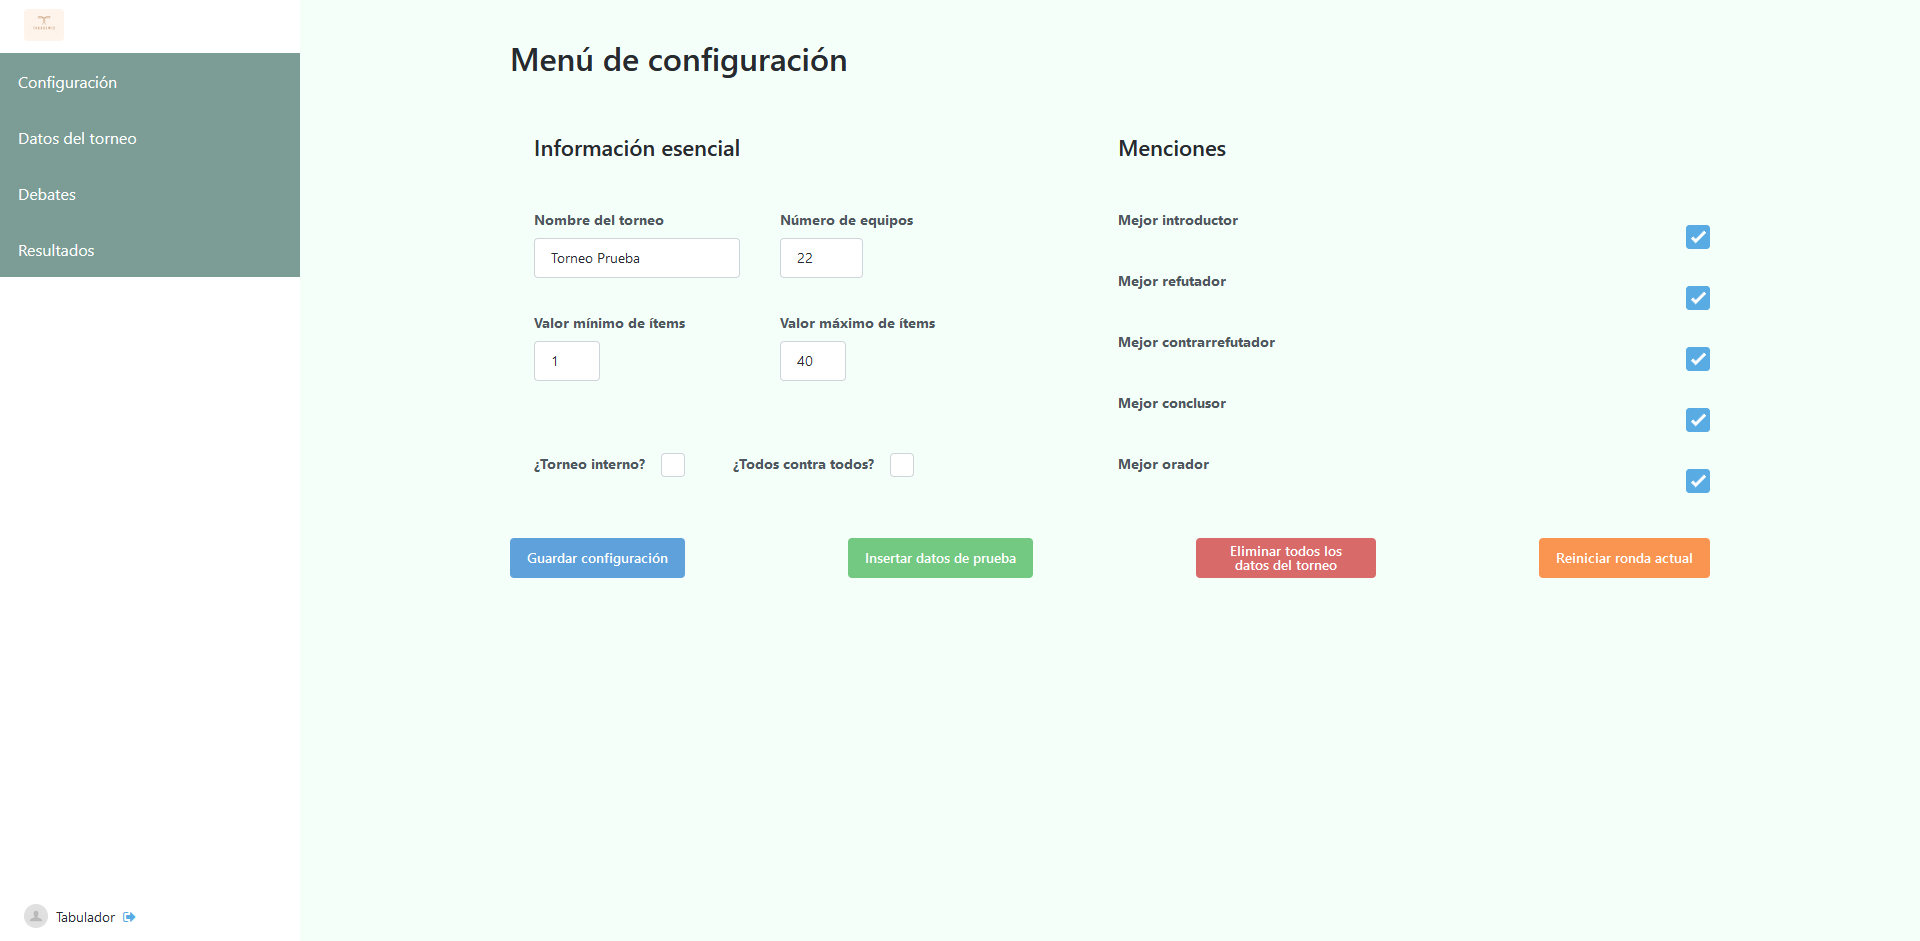 Configuración
Datos del torneo
Debates
Resultados
Tabulador
Menú de configuración
Información esencial
Nombre del torneo
Número de equipos
Torneo Prueba
22
Valor mínimo de ítems
Valor máximo de ítems
1
40
¿Torneo interno?
¿Todos contra todos?
Menciones
Mejor introductor
Mejor refutador
Mejor contrarrefutador
Mejor conclusor
Mejor orador
Guardar configuración
Insertar datos de prueba
Eliminar todos los
datos del torneo
Reiniciar ronda actual